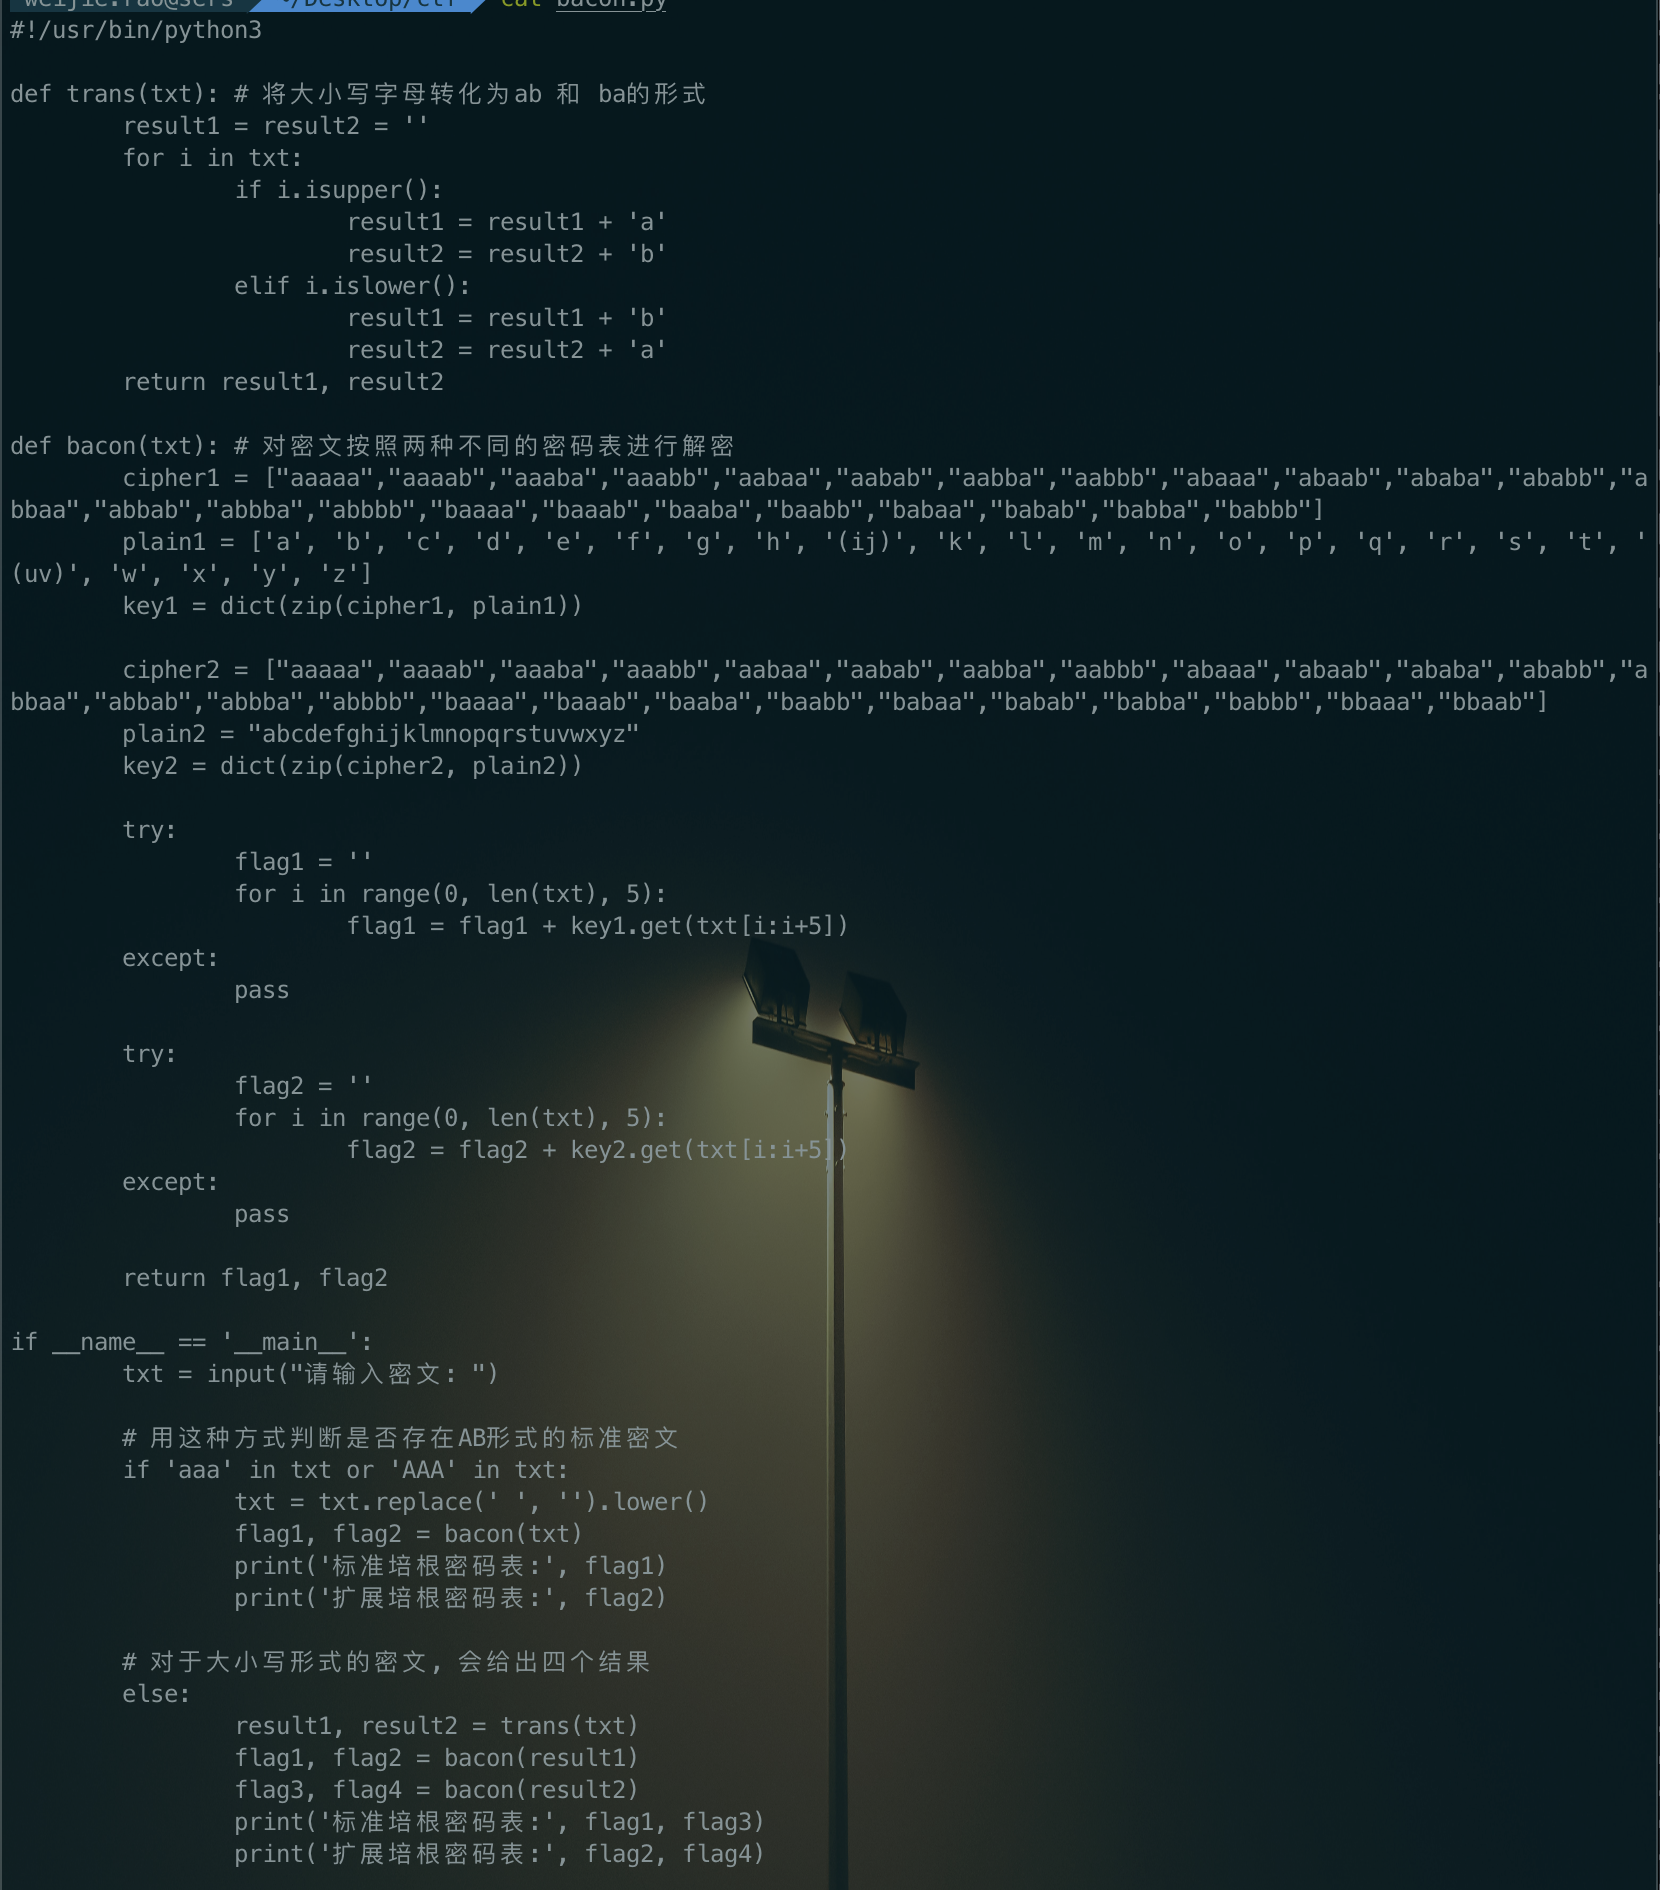 weijie.rao@sers  ~/Desktop/ctf  cat bacon.py
#!/usr/bin/python3
def trans(txt): # 将大小写字母转化为ab 和 ba的形式
        result1 = result2 = ''
        for i in txt:
                if i.isupper():
                        result1 = result1 + 'a'
                        result2 = result2 + 'b'
                elif i.islower():
                        result1 = result1 + 'b'
                        result2 = result2 + 'a'
        return result1, result2
def bacon(txt): # 对密文按照两种不同的密码表进行解密
        cipher1 = ["aaaaa","aaaab","aaaba","aaabb","aabaa","aabab","aabba","aabbb","abaaa","abaab","ababa","ababb","a
bbaa","abbab","abbba","abbbb","baaaa","baaab","baaba","baabb","babaa","babab","babba","babbb"]
        plain1 = ['a', 'b', 'c', 'd', 'e', 'f', 'g', 'h', '(ij)', 'k', 'l', 'm', 'n', 'o', 'p', 'q', 'r', 's', 't', '
(uv)', 'w', 'x', 'y', 'z']
        key1 = dict(zip(cipher1, plain1))
        cipher2 = ["aaaaa","aaaab","aaaba","aaabb","aabaa","aabab","aabba","aabbb","abaaa","abaab","ababa","ababb","a
bbaa","abbab","abbba","abbbb","baaaa","baaab","baaba","baabb","babaa","babab","babba","babbb","bbaaa","bbaab"]
        plain2 = "abcdefghijklmnopqrstuvwxyz"
        key2 = dict(zip(cipher2, plain2))
        try:
                flag1 = ''
                for i in range(0, len(txt), 5):
                        flag1 = flag1 + key1.get(txt[i:i+5])
        except:
                pass
        try:
                flag2 = ''
                for i in range(0, len(txt), 5):
                        flag2 = flag2 + key2.get(txt[i:i+5])
        except:
                pass
        return flag1, flag2
if __name__ == '__main__':
        txt = input("请输入密文: ")
        # 用这种方式判断是否存在AB形式的标准密文
        if 'aaa' in txt or 'AAA' in txt:
                txt = txt.replace(' ', '').lower()
                flag1, flag2 = bacon(txt)
                print('标准培根密码表:', flag1)
                print('扩展培根密码表:', flag2)
        # 对于大小写形式的密文, 会给出四个结果
        else:
                result1, result2 = trans(txt)
                flag1, flag2 = bacon(result1)
                flag3, flag4 = bacon(result2)
                print('标准培根密码表:', flag1, flag3)
                print('扩展培根密码表:', flag2, flag4)